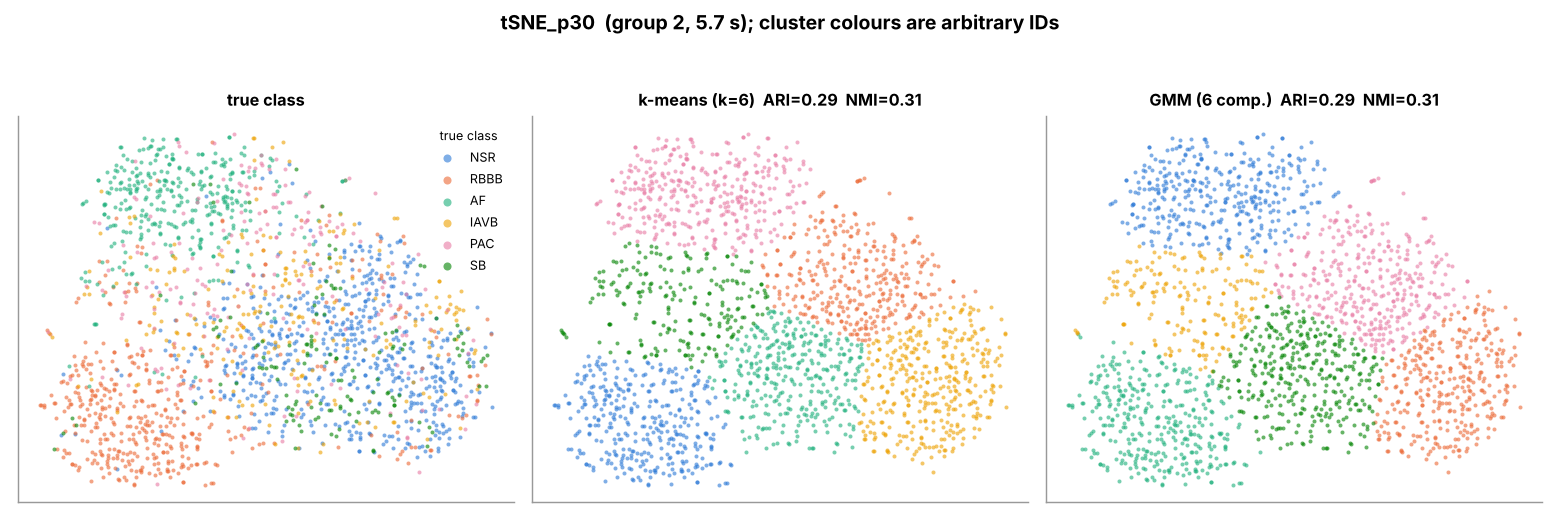 tSNE_p30 (group 2, 5.7 s); cluster colours are arbitrary IDs
true class
true class
NSR
RBBB
AF
IAVB
PAC
SB
k-means (k=6) ARI=0.29 NMI=0.31
GMM (6 comp.) ARI=0.29 NMI=0.31